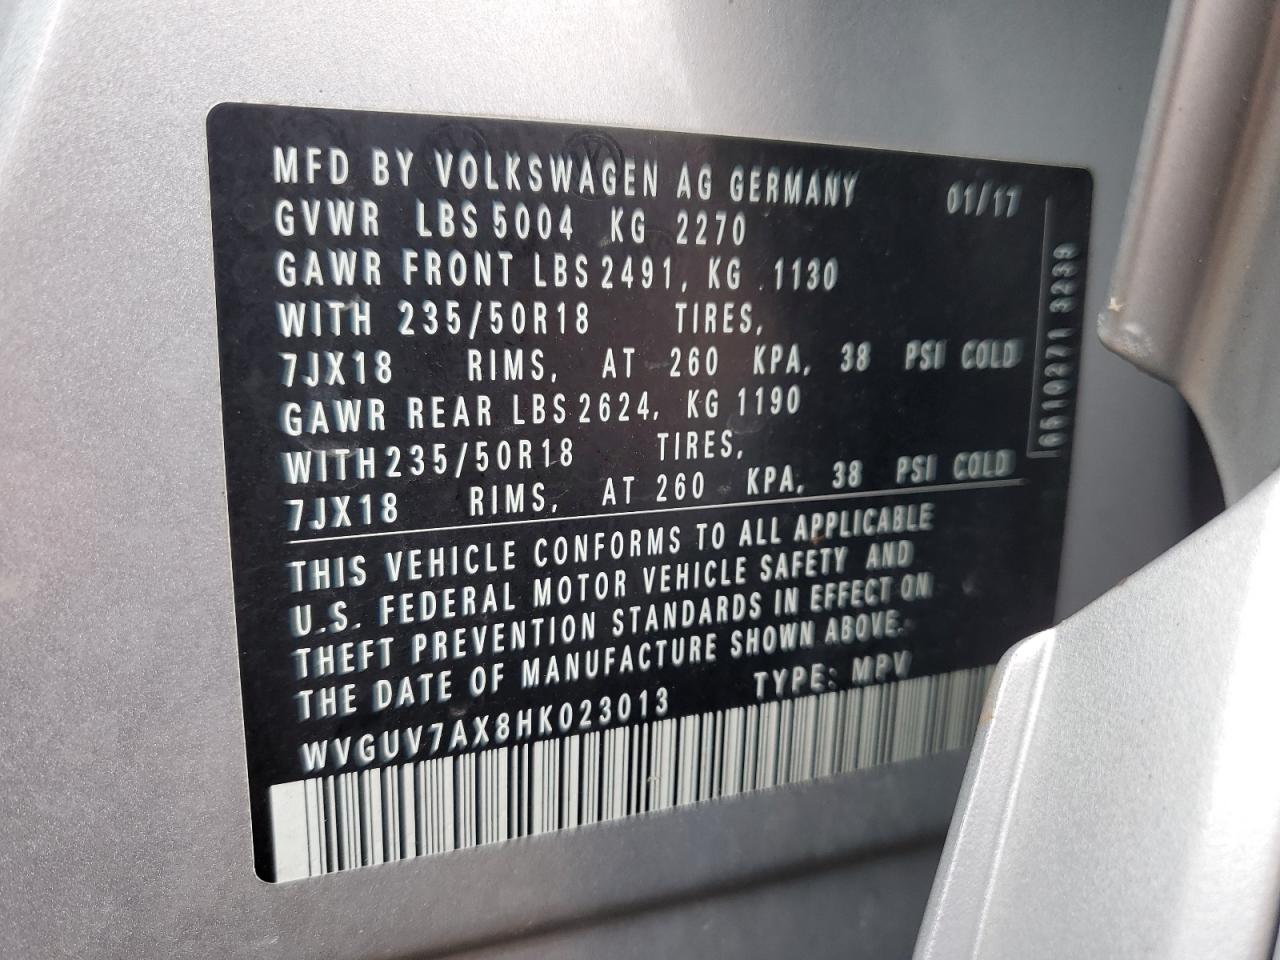 MFD BY VOLKSWAGEN AG GERMANY 01/17
GVWR LBS 5004 KG 2270
GAWR FRONT LBS 2491, KG 1130
WITH 235/50R18 TIRES,
7JX18 RIMS, AT 260 KPA, 38 PSI COLD
GAWR REAR LBS 2624, KG 1190
WITH 235/50R18 TIRES,
7JX18 RIMS, AT 260 KPA, 38 PSI COLD
THIS VEHICLE CONFORMS TO ALL APPLICABLE
U.S. FEDERAL MOTOR VEHICLE SAFETY AND
THEFT PREVENTION STANDARDS IN EFFECT ON
THE DATE OF MANUFACTURE SHOWN ABOVE.
WVGUV7AX8HK023013 TYPE: MPV